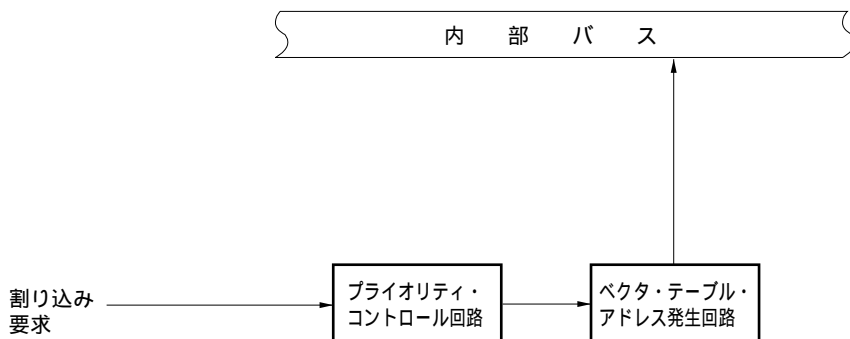 内 部 バ ス
割り込み
要求
プライオリティ・
コントロール回路
ベクタ・テーブル・
アドレス発生回路